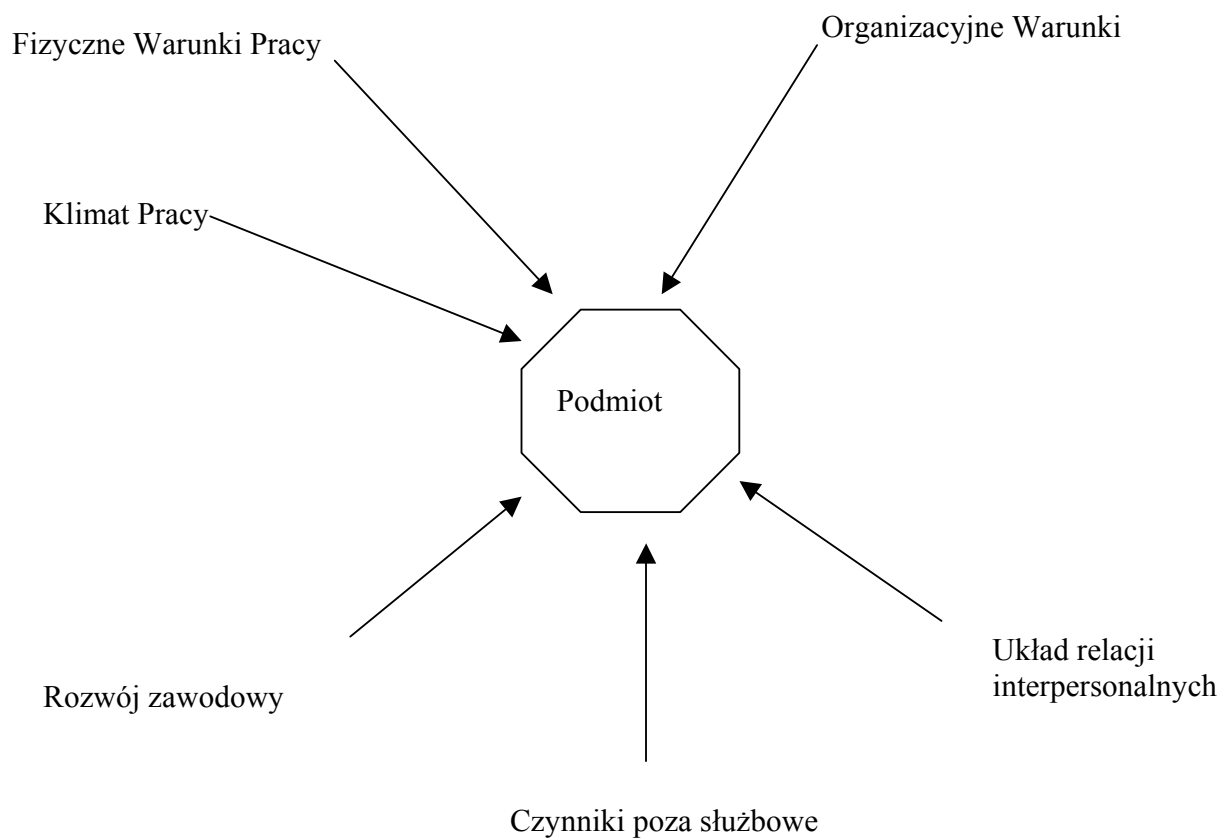 Fizyczne Warunki Pracy
Organizacyjne Warunki
Klimat Pracy
Podmiot
Rozwój zawodowy
Układ relacji
interpersonalnych
Czynniki poza służbowe